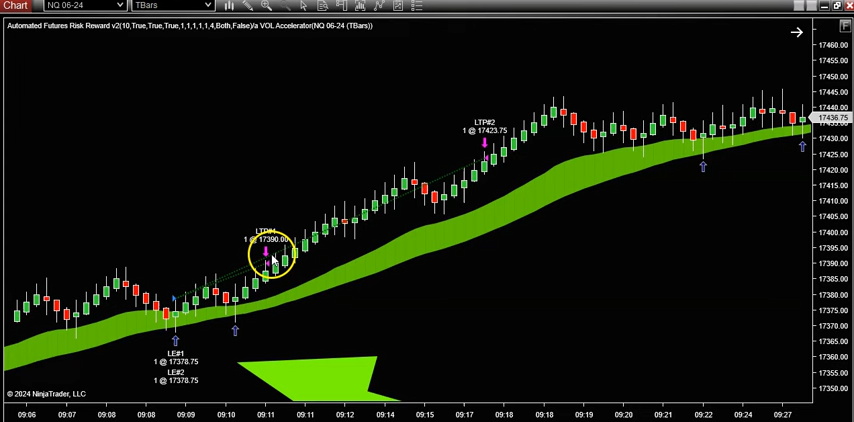 Chart NQ 06-24 TBars
Automated Futures Risk Reward v2(10,True,True,True,1,1,1,1,4,Both,False)/a VOL Accelerator(NQ 06-24 (TBars))
F
17460.00
17455.00
17450.00
17445.00
17440.00
17436.75
17430.00
17425.00
17420.00
17415.00
17410.00
17405.00
17400.00
17395.00
17390.00
17385.00
17380.00
17375.00
17370.00
17365.00
17360.00
17355.00
17350.00
LTP#2
1 @ 17423.75
LTP#1
1 @ 17390.00
LE#1
1 @ 17378.75
LE#2
1 @ 17378.75
© 2024 NinjaTrader, LLC
09:06 09:07 09:08 09:08 09:09 09:10 09:11 09:11 09:12 09:14 09:15 09:17 09:18 09:18 09:19 09:20 09:21 09:22 09:23 09:27